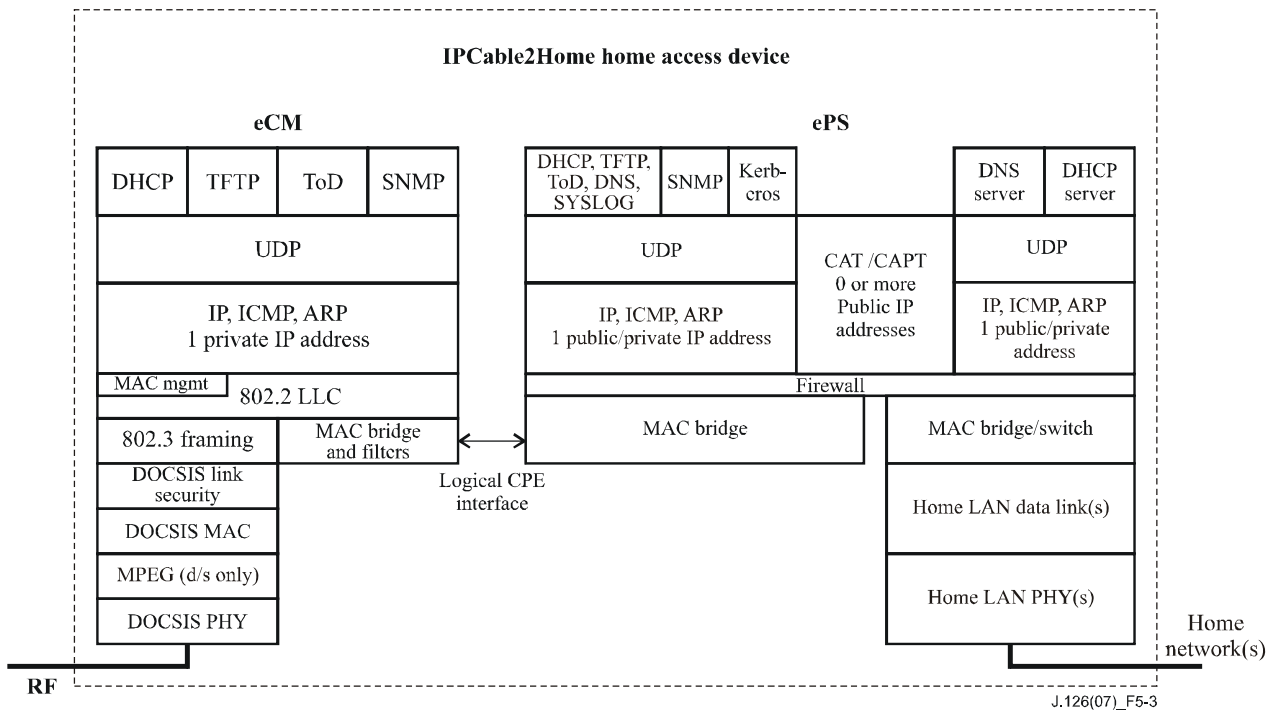 IPCable2Home home access device
eCM
DHCP
TFTP
ToD
SNMP
UDP
IP, ICMP, ARP
1 private IP address
MAC mgmt
802.2 LLC
802.3 framing
MAC bridge
and filters
DOCSIS link
security
DOCSIS MAC
MPEG (d/s only)
DOCSIS PHY
RF
Logical CPE
interface
ePS
DHCP, TFTP,
ToD, DNS,
SYSLOG
SNMP
Kerb-
cros
UDP
IP, ICMP, ARP
1 public/private IP address
CAT /CAPT
0 or more
Public IP
addresses
DNS
server
DHCP
server
UDP
IP, ICMP, ARP
1 public/private
address
Firewall
MAC bridge
MAC bridge/switch
Home LAN data link(s)
Home LAN PHY(s)
Home
network(s)
J.126(07)_F5-3